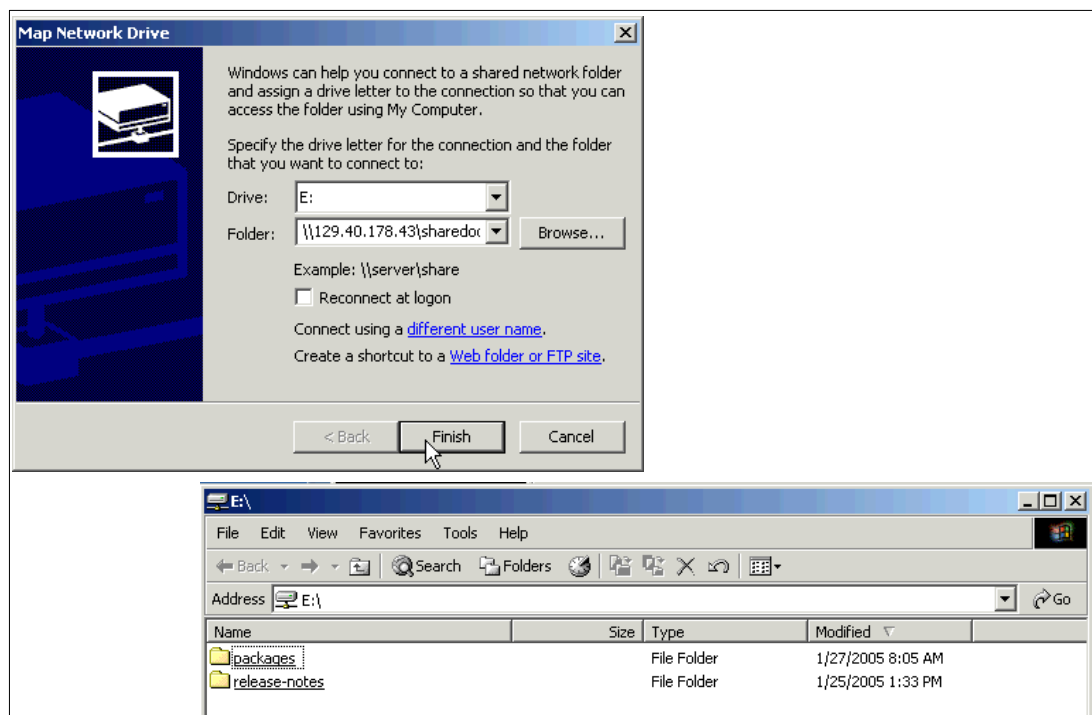 Map Network Drive
Windows can help you connect to a shared network folder
and assign a drive letter to the connection so that you can
access the folder using My Computer.
Specify the drive letter for the connection and the folder
that you want to connect to:
Drive: E:
Folder: \\129.40.178.43\sharedoc Browse...
Example: \\server\share
Reconnect at logon
Connect using a different user name.
Create a shortcut to a Web folder or FTP site.
< Back Finish Cancel
E:\
File Edit View Favorites Tools Help
Back Search Folders
Address E:\ Go
Name Size Type Modified
packages File Folder 1/27/2005 8:05 AM
release-notes File Folder 1/25/2005 1:33 PM